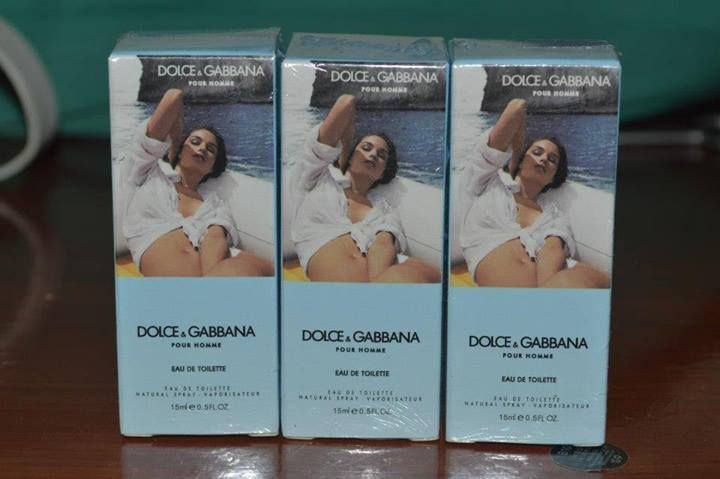 DOLCE & GABBANA
POUR HOMME
DOLCE & GABBANA
POUR HOMME
EAU DE TOILETTE
EAU DE TOILETTE
NATURAL SPRAY - VAPORISATEUR
15ml e 0.5FL.OZ.
DOLCE & GABBANA
POUR HOMME
DOLCE & GABBANA
POUR HOMME
EAU DE TOILETTE
EAU DE TOILETTE
NATURAL SPRAY - VAPORISATEUR
15ml e 0.5FL.OZ.
DOLCE & GABBANA
POUR HOMME
DOLCE & GABBANA
POUR HOMME
EAU DE TOILETTE
EAU DE TOILETTE
NATURAL SPRAY - VAPORISATEUR
15ml e 0.5FL.OZ.